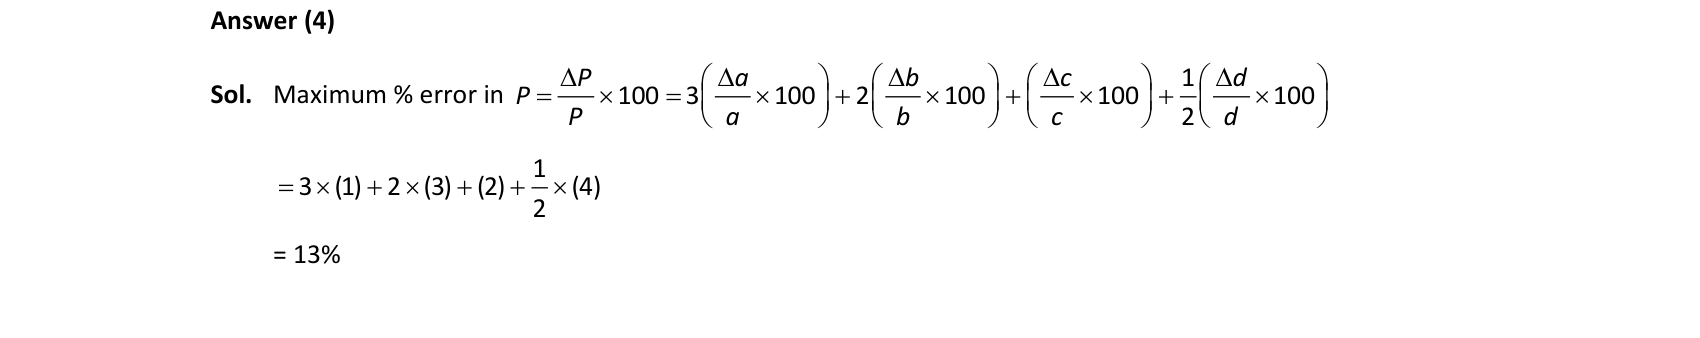 Answer (4)
Sol. Maximum % error in P = ΔP/P × 100 = 3(Δa/a × 100) + 2(Δb/b × 100) + (Δc/c × 100) + 1/2(Δd/d × 100)
= 3 × (1) + 2 × (3) + (2) + 1/2 × (4)
= 13%